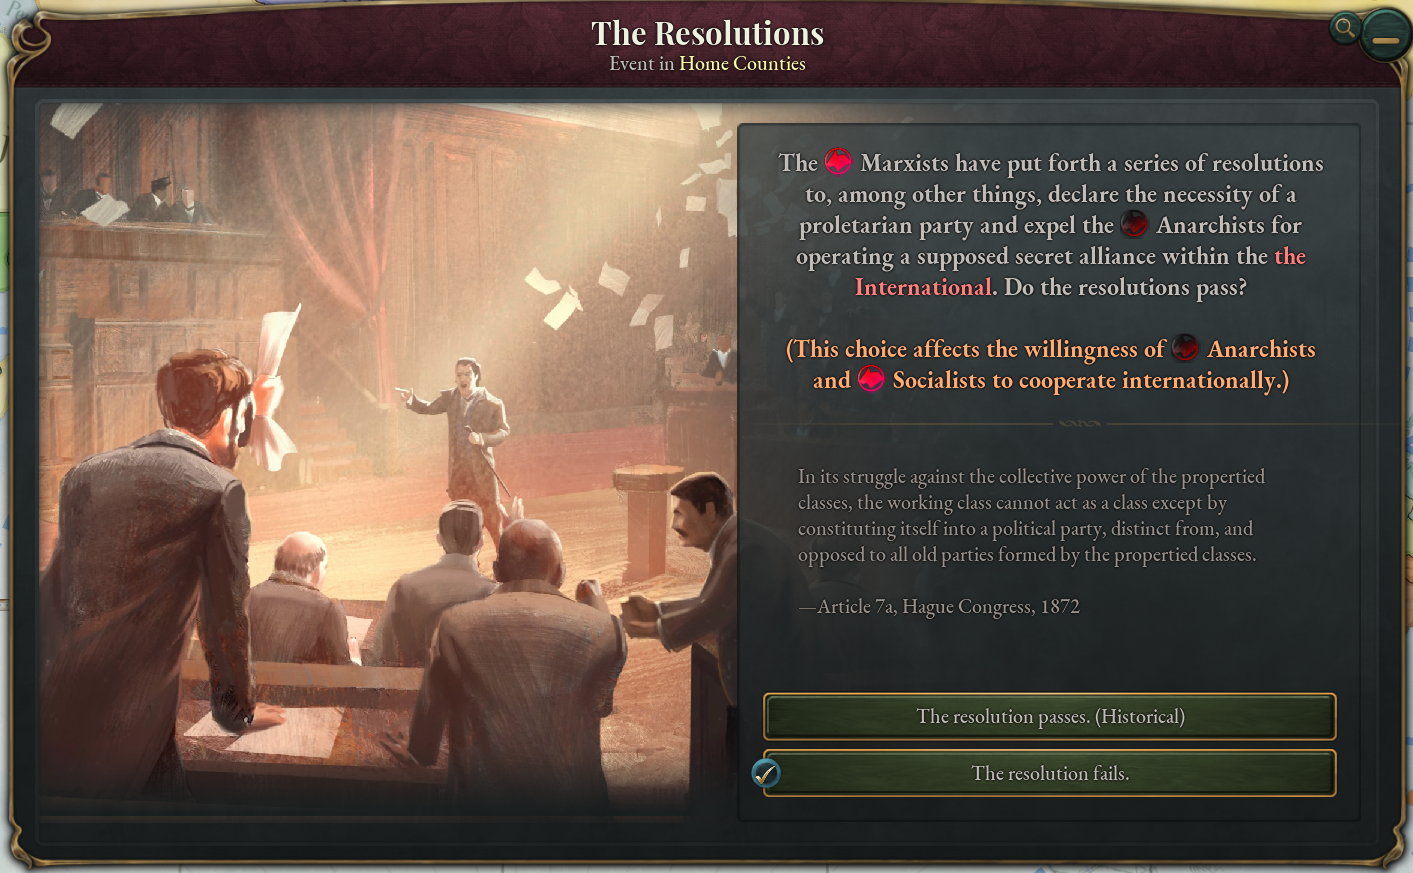 The Resolutions
Event in Home Counties
The Marxists have put forth a series of resolutions
to, among other things, declare the necessity of a
proletarian party and expel the Anarchists for
operating a supposed secret alliance within the the
International. Do the resolutions pass?
(This choice affects the willingness of Anarchists
and Socialists to cooperate internationally.)
In its struggle against the collective power of the propertied
classes, the working class cannot act as a class except by
constituting itself into a political party, distinct from, and
opposed to all old parties formed by the propertied classes.
—Article 7a, Hague Congress, 1872
The resolution passes. (Historical)
The resolution fails.